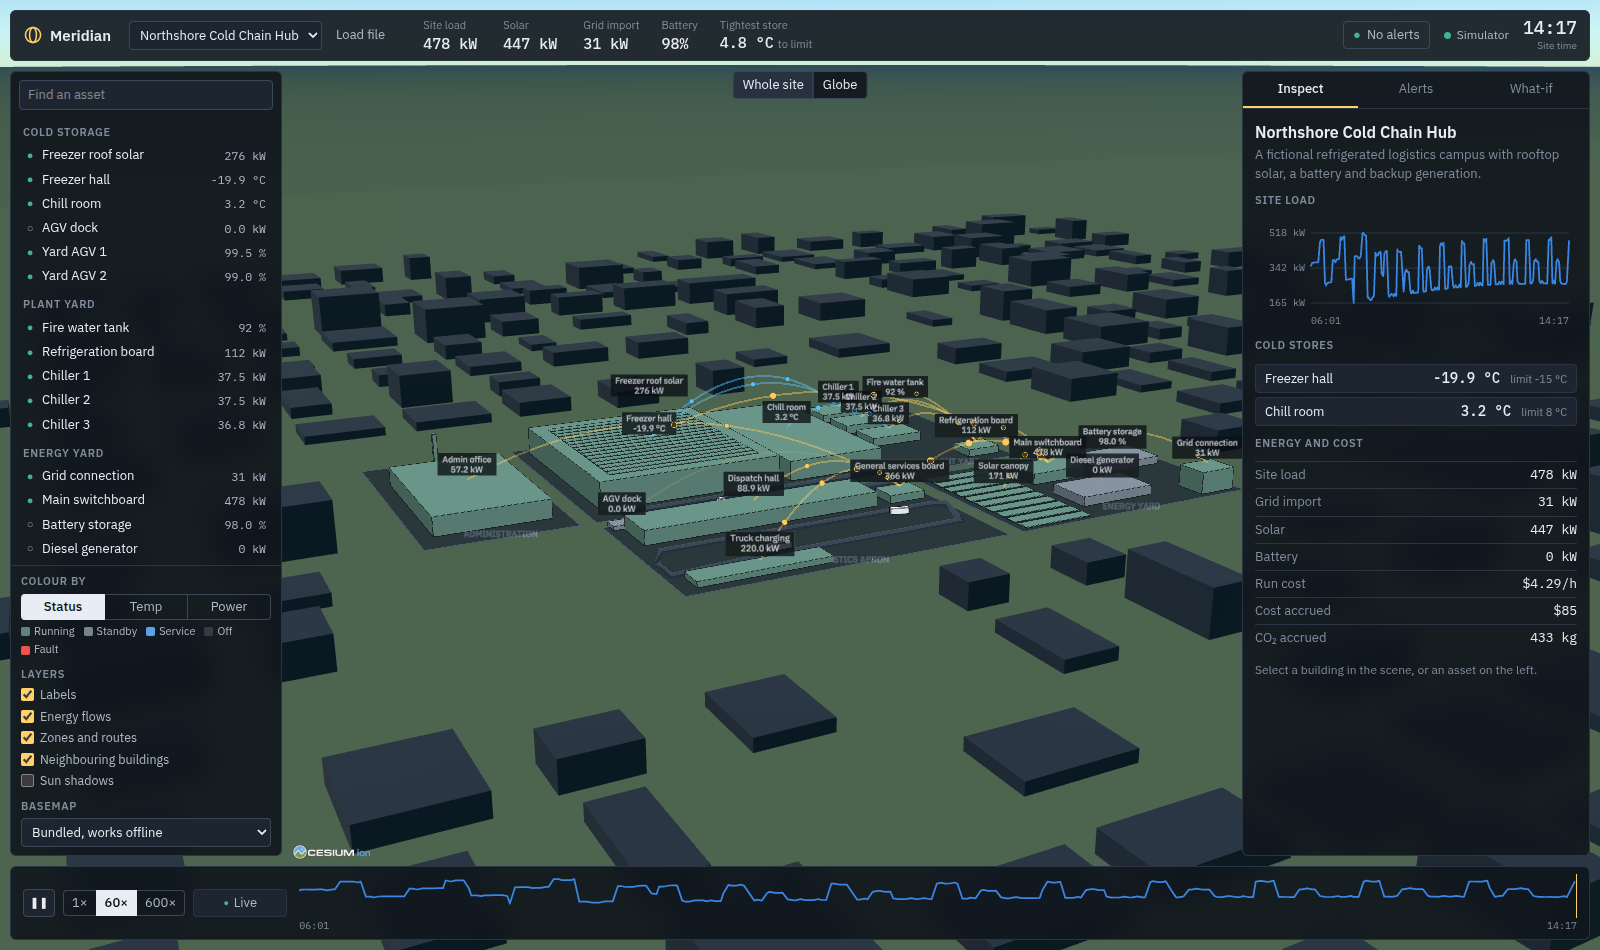 Meridian
Northshore Cold Chain Hub
Load file
Site load
478 kW
Solar
447 kW
Grid import
31 kW
Battery
98%
Tightest store
4.8 °C to limit
No alerts
Simulator
14:17
Site time
Find an asset
COLD STORAGE
Freezer roof solar 276 kW
Freezer hall -19.9 °C
Chill room 3.2 °C
AGV dock 0.0 kW
Yard AGV 1 99.5 %
Yard AGV 2 99.0 %
PLANT YARD
Fire water tank 92 %
Refrigeration board 112 kW
Chiller 1 37.5 kW
Chiller 2 37.5 kW
Chiller 3 36.8 kW
ENERGY YARD
Grid connection 31 kW
Main switchboard 478 kW
Battery storage 98.0 %
Diesel generator 0 kW
COLOUR BY
Status Temp Power
Running Standby Service Off
Fault
LAYERS
Labels
Energy flows
Zones and routes
Neighbouring buildings
Sun shadows
BASEMAP
Bundled, works offline
Whole site Globe
Freezer roof solar
276 kW
Freezer hall
-19.9 °C
Chill room
3.2 °C
Chiller 1
37.5 kW
Fire water tank
92 %
37.5 kW
Chiller 3
36.8 kW
Refrigeration board
112 kW
Main switchboard
478 kW
Battery storage
98.0 %
Grid connection
31 kW
Admin office
57.2 kW
General services board
366 kW
Solar canopy
171 kW
Diesel generator
0 kW
Dispatch hall
88.9 kW
AGV dock
0.0 kW
Truck charging
220.0 kW
ADMINISTRATION
ENERGY YARD
APRON
CESIUM ion
Inspect Alerts What-if
Northshore Cold Chain Hub
A fictional refrigerated logistics campus with rooftop
solar, a battery and backup generation.
SITE LOAD
518 kW
342 kW
165 kW
06:01 14:17
COLD STORES
Freezer hall -19.9 °C limit -15 °C
Chill room 3.2 °C limit 8 °C
ENERGY AND COST
Site load 478 kW
Grid import 31 kW
Solar 447 kW
Battery 0 kW
Run cost $4.29/h
Cost accrued $85
CO₂ accrued 433 kg
Select a building in the scene, or an asset on the left.
1× 60× 600×
Live
06:01 14:17